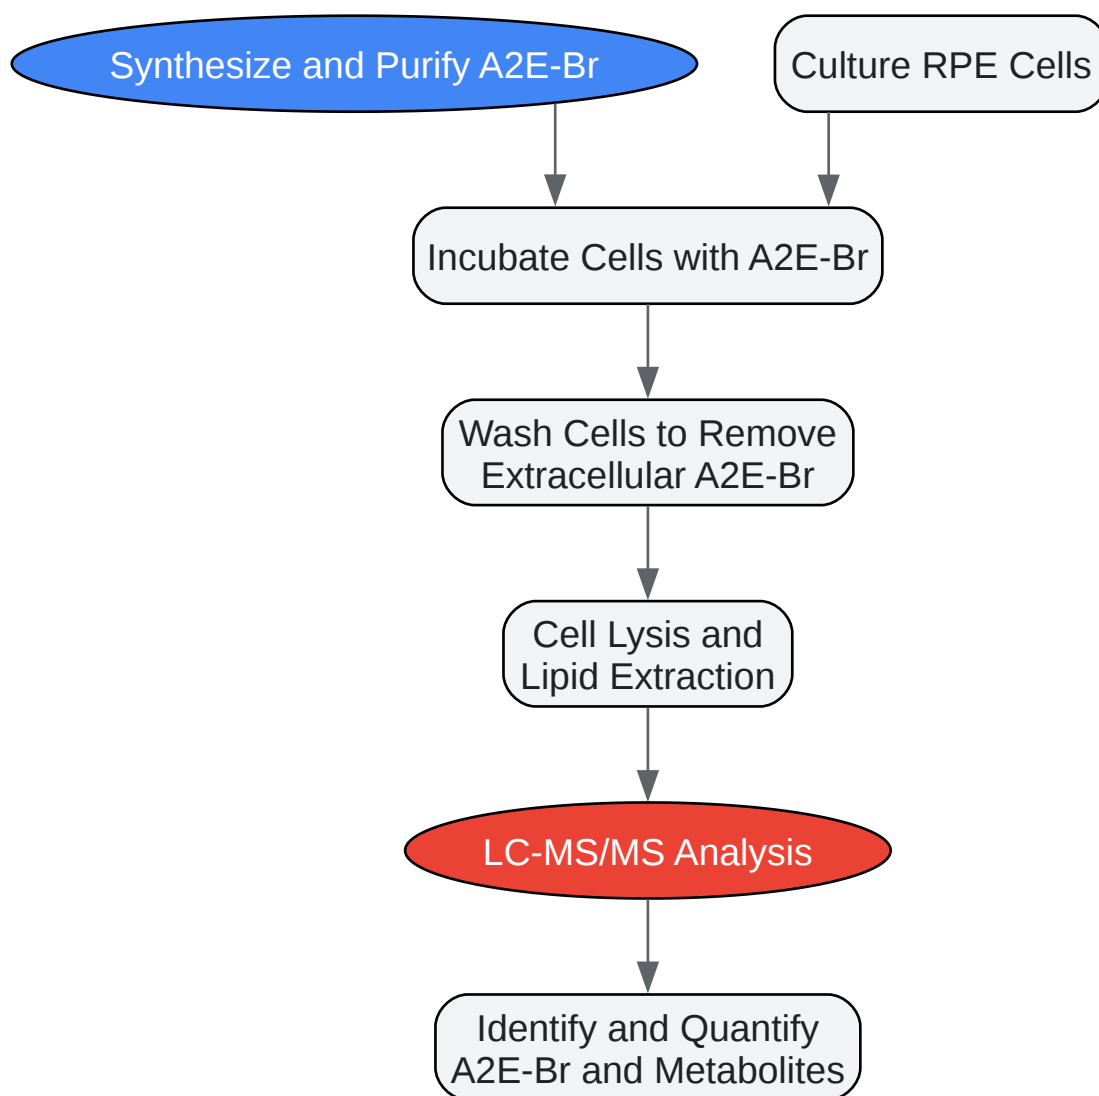 Synthesize and Purify A2E-Br
Culture RPE Cells
Incubate Cells with A2E-Br
Wash Cells to Remove
Extracellular A2E-Br
Cell Lysis and
Lipid Extraction
LC-MS/MS Analysis
Identify and Quantify
A2E-Br and Metabolites